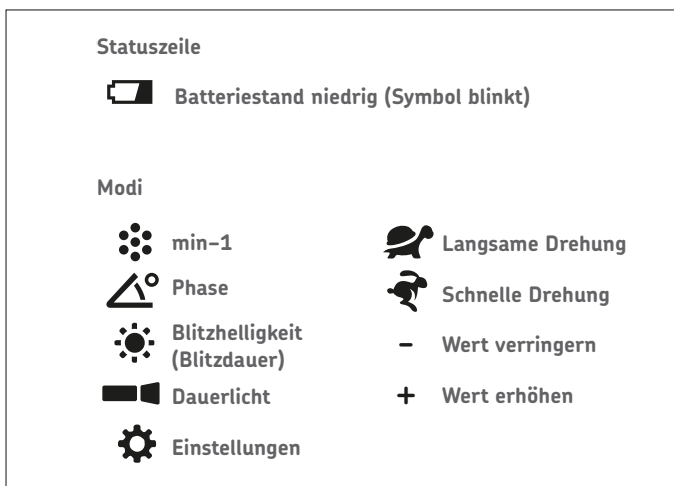 Statuszeile
Batteriestand niedrig (Symbol blinkt)
Modi
min–1
Phase
Blitzhelligkeit
(Blitzdauer)
Dauerlicht
Einstellungen
Langsame Drehung
Schnelle Drehung
– Wert verringern
+ Wert erhöhen